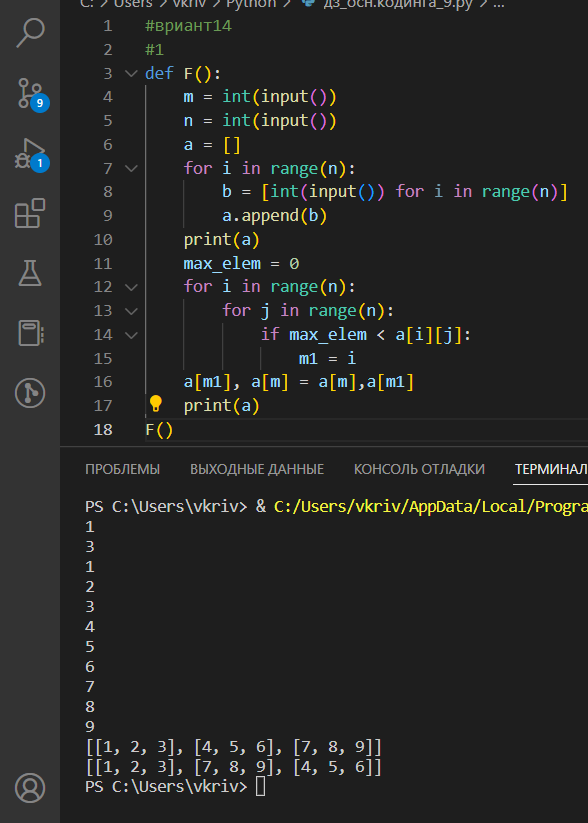 C: > Users > vkriv > Python > дз_осн.кодинга_9.py > ...
1 #вриант14
2 #1
3 def F():
4 m = int(input())
5 n = int(input())
6 a = []
7 for i in range(n):
8 b = [int(input()) for i in range(n)]
9 a.append(b)
10 print(a)
11 max_elem = 0
12 for i in range(n):
13 for j in range(n):
14 if max_elem < a[i][j]:
15 m1 = i
16 a[m1], a[m] = a[m],a[m1]
17 print(a)
18 F()
9
1
ПРОБЛЕМЫ ВЫХОДНЫЕ ДАННЫЕ КОНСОЛЬ ОТЛАДКИ ТЕРМИНАЛ
PS C:\Users\vkriv> & C:/Users/vkriv/AppData/Local/Progra
1
3
1
2
3
4
5
6
7
8
9
[[1, 2, 3], [4, 5, 6], [7, 8, 9]]
[[1, 2, 3], [7, 8, 9], [4, 5, 6]]
PS C:\Users\vkriv>